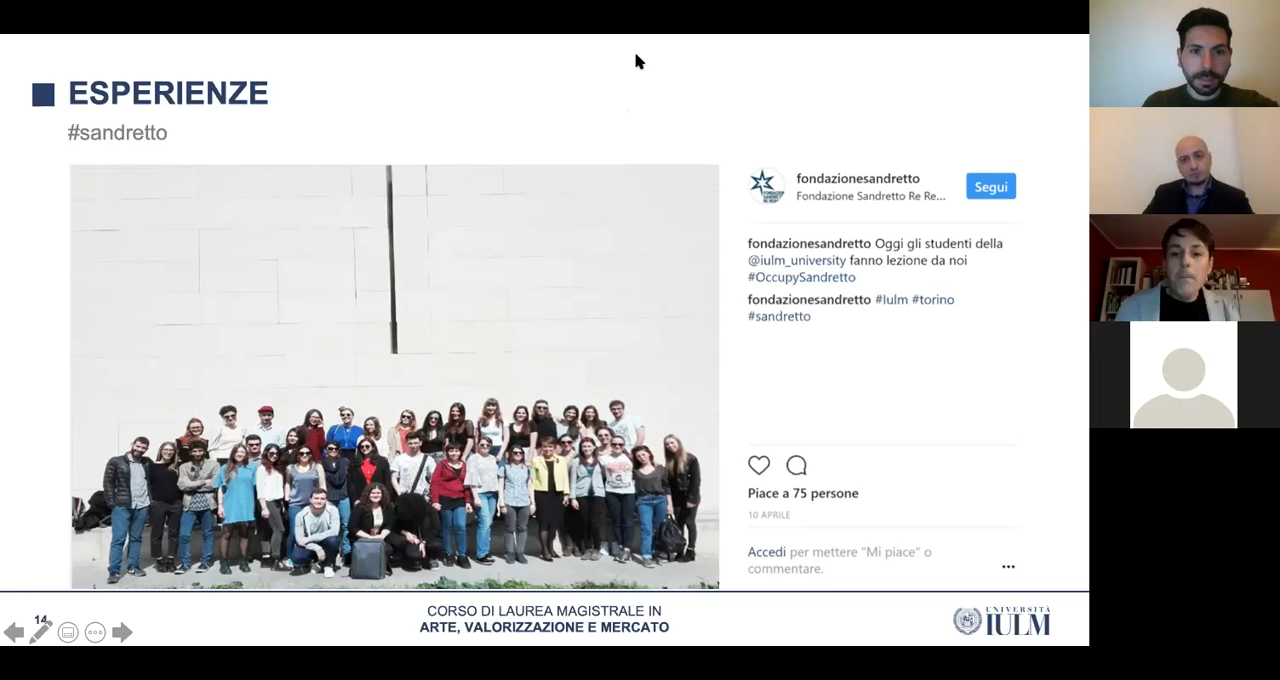 ESPERIENZE
#sandretto
fondazionesandretto
Segui
Fondazione Sandretto Re Re...
fondazionesandretto Oggi gli studenti della
@iulm_university fanno lezione da noi
#OccupySandretto
fondazionesandretto #Iulm #torino
#sandretto
Piace a 75 persone
10 APRILE
Accedi per mettere "Mi piace" o
commentare.
14
CORSO DI LAUREA MAGISTRALE IN
ARTE, VALORIZZAZIONE E MERCATO
UNIVERSITÀ
IULM